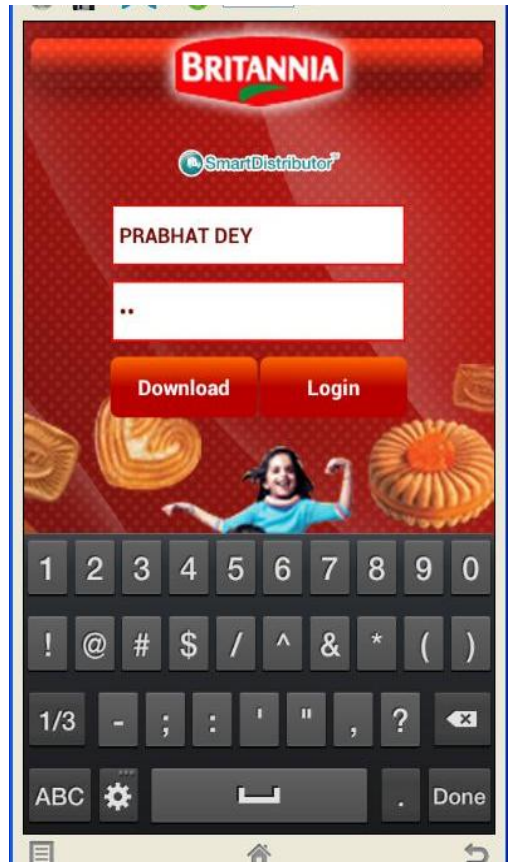 BRITANNIA
SmartDistributor™
PRABHAT DEY
••
Download Login
1 2 3 4 5 6 7 8 9 0
! @ # $ / ^ & * ( )
1/3 - ; : ' " , ?
ABC . Done